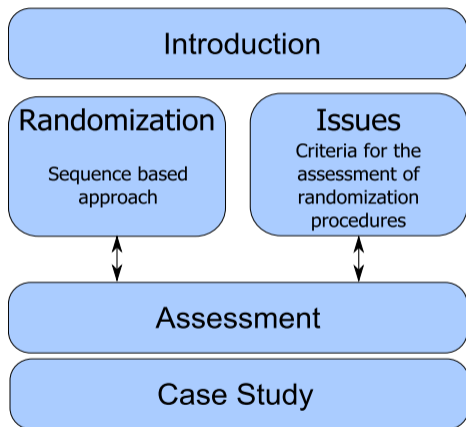 Introduction
Randomization
Sequence based
approach
Issues
Criteria for the
assessment of
randomization
procedures
Assessment
Case Study